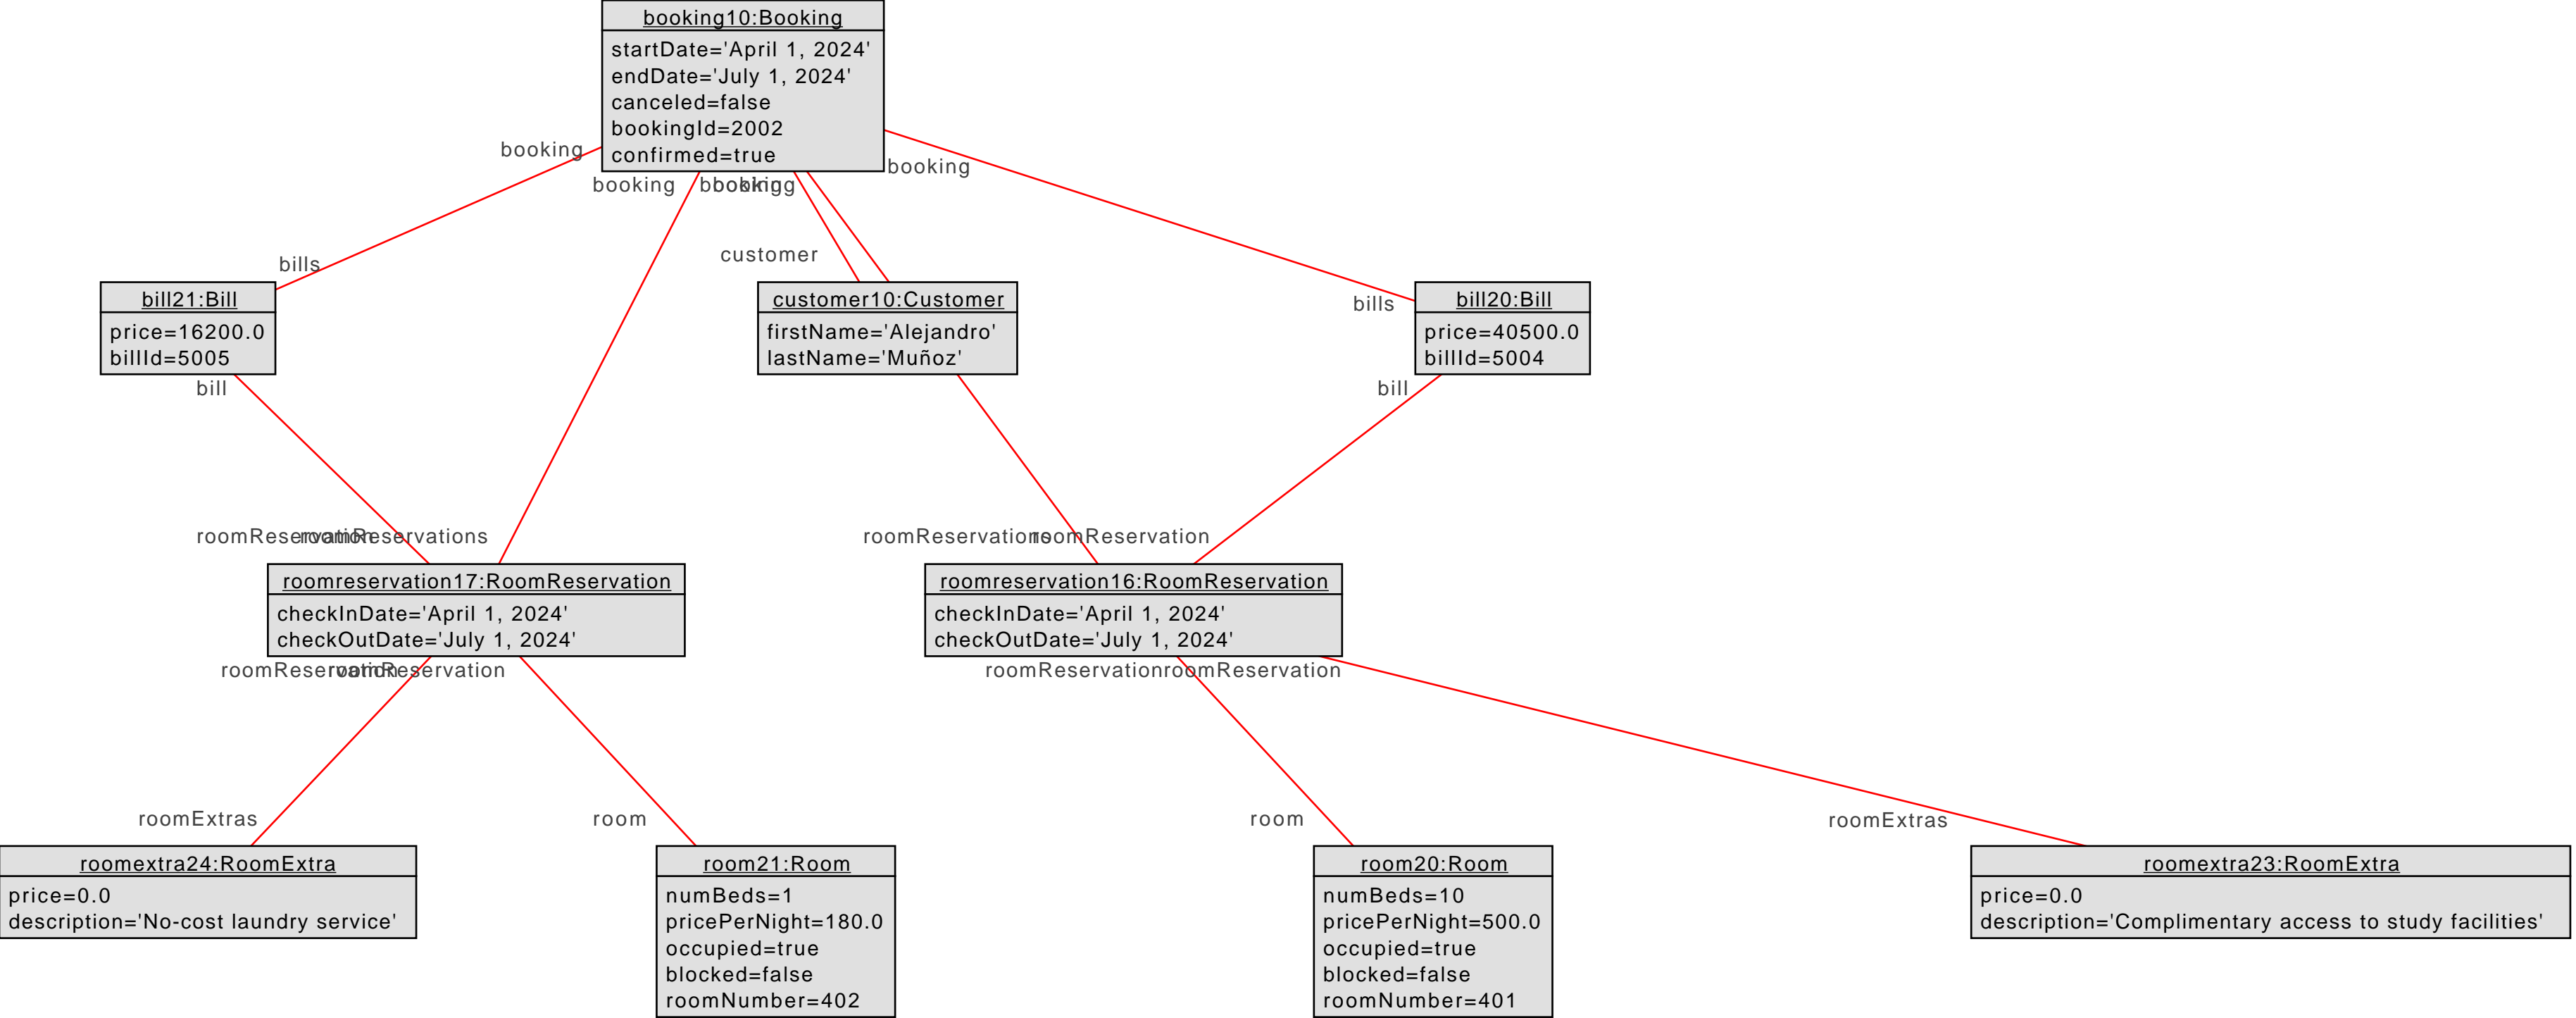 booking10:Booking
startDate='April 1, 2024'
endDate='July 1, 2024'
canceled=false
bookingId=2002
confirmed=true
booking
booking
booking
booking
booking
customer
bills
bills
bill21:Bill
price=16200.0
billId=5005
customer10:Customer
firstName='Alejandro'
lastName='Muñoz'
bill20:Bill
price=40500.0
billId=5004
bill
bill
roomReservation
roomReservations
roomReservations
roomReservation
roomreservation17:RoomReservation
checkInDate='April 1, 2024'
checkOutDate='July 1, 2024'
roomreservation16:RoomReservation
checkInDate='April 1, 2024'
checkOutDate='July 1, 2024'
roomReservation
roomReservation
roomReservation
roomReservation
roomExtras
room
room
roomExtras
roomextra24:RoomExtra
price=0.0
description='No-cost laundry service'
room21:Room
numBeds=1
pricePerNight=180.0
occupied=true
blocked=false
roomNumber=402
room20:Room
numBeds=10
pricePerNight=500.0
occupied=true
blocked=false
roomNumber=401
roomextra23:RoomExtra
price=0.0
description='Complimentary access to study facilities'